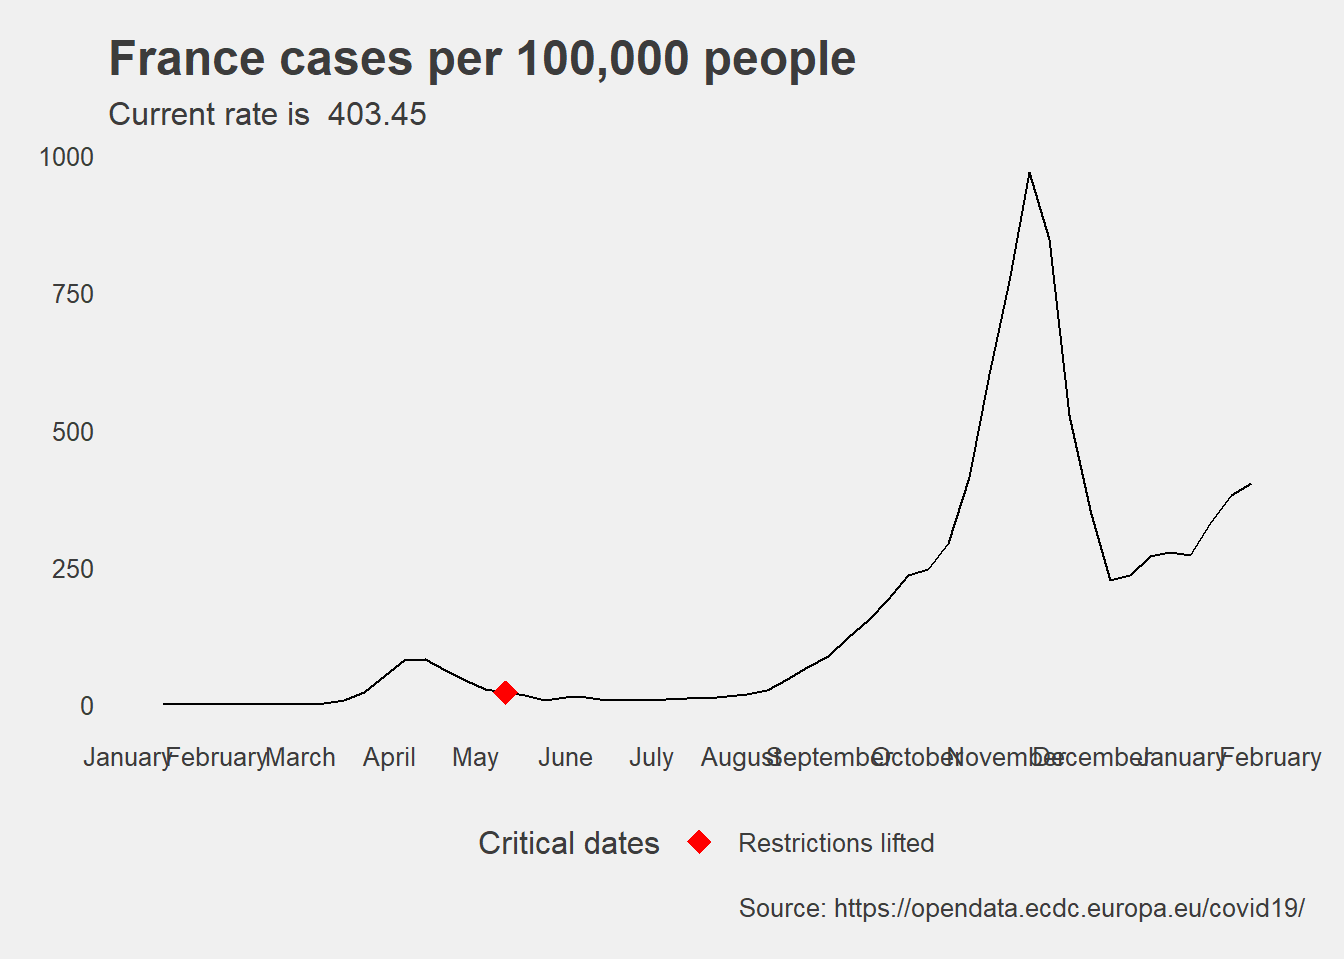 France cases per 100,000 people
Current rate is  403.45
1000
750
500
250
0
January February March April May June July August September October November December January February
Critical dates Restrictions lifted
Source: https://opendata.ecdc.europa.eu/covid19/